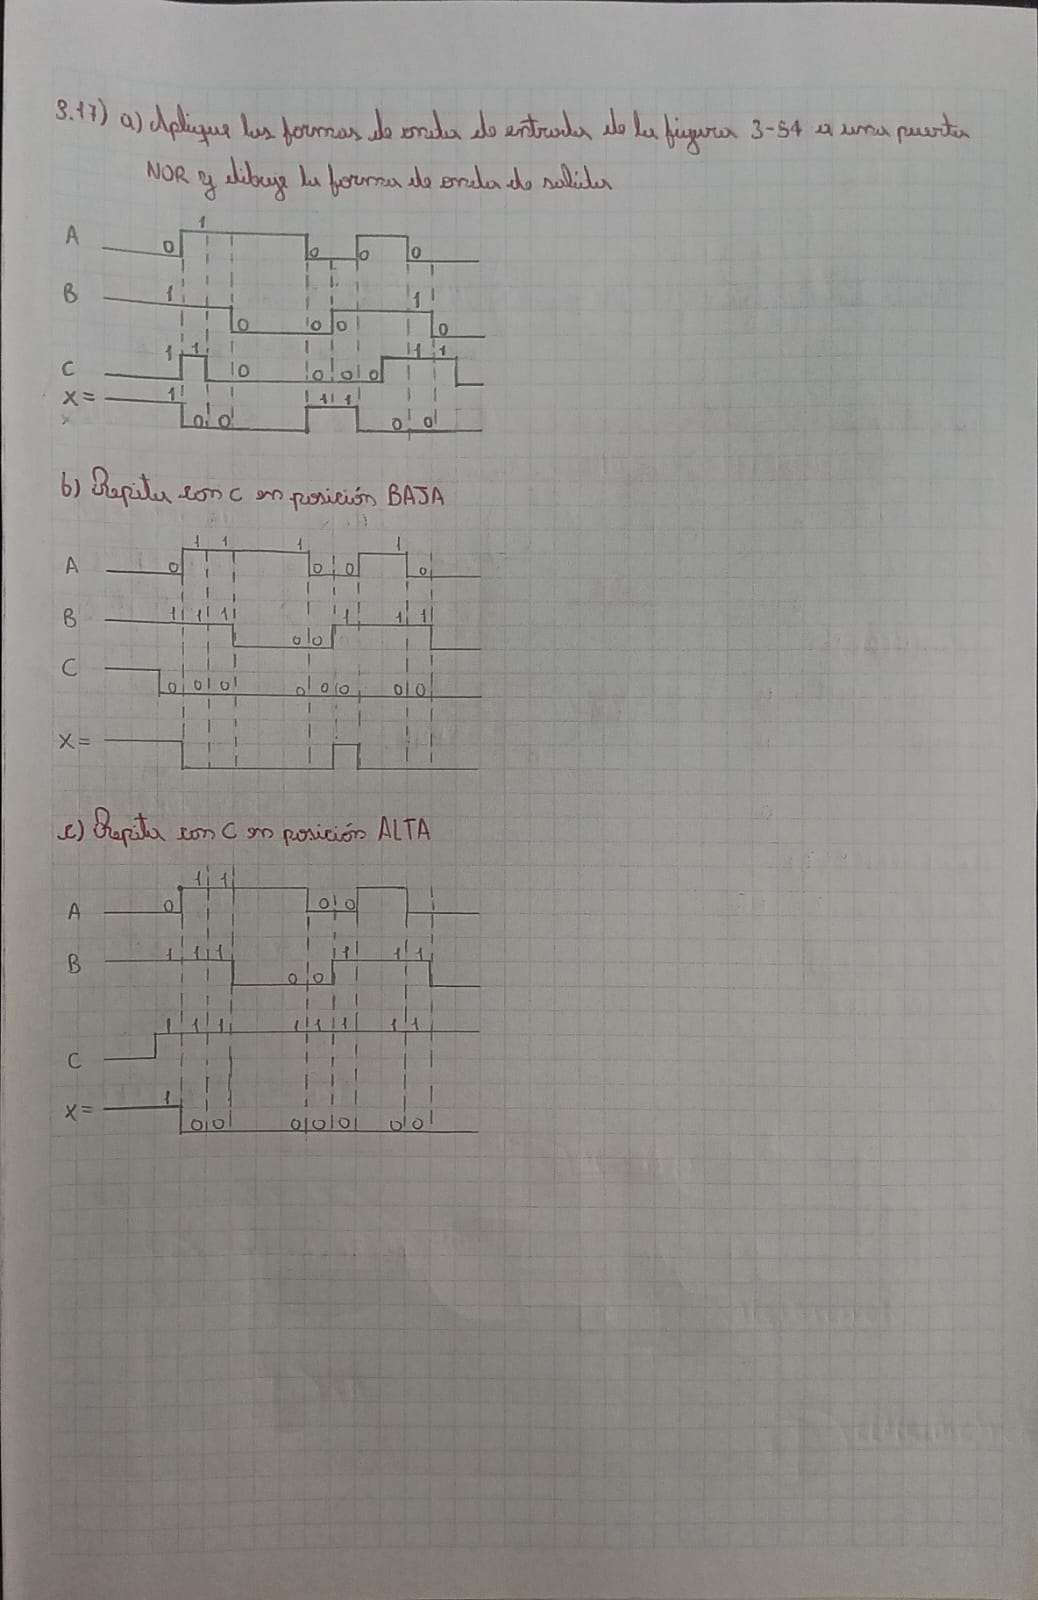 3.17) a) Aplique las formas de onda de entrada de la figura 3-54 a una puerta
NOR y dibuje la forma de onda de salida
1
A 0 0 0 0
B 1 0 0 0 1 0
C 1 1 0 0 0 0 1 1
X= 1 0 0 1 1 0 0
b) Repita con C en posición BAJA
1 1 1 1
A 0 0 0 0
B 1 1 1 0 0 1 1 1
C 0 0 0 0 0 0 0 0
X=
c) Repita con C en posición ALTA
1 1
A 0 0 0
B 1 1 1 0 0 1 1 1
C 1 1 1 1 1 1 1 1
X= 1 0 0 0 0 0 0 0